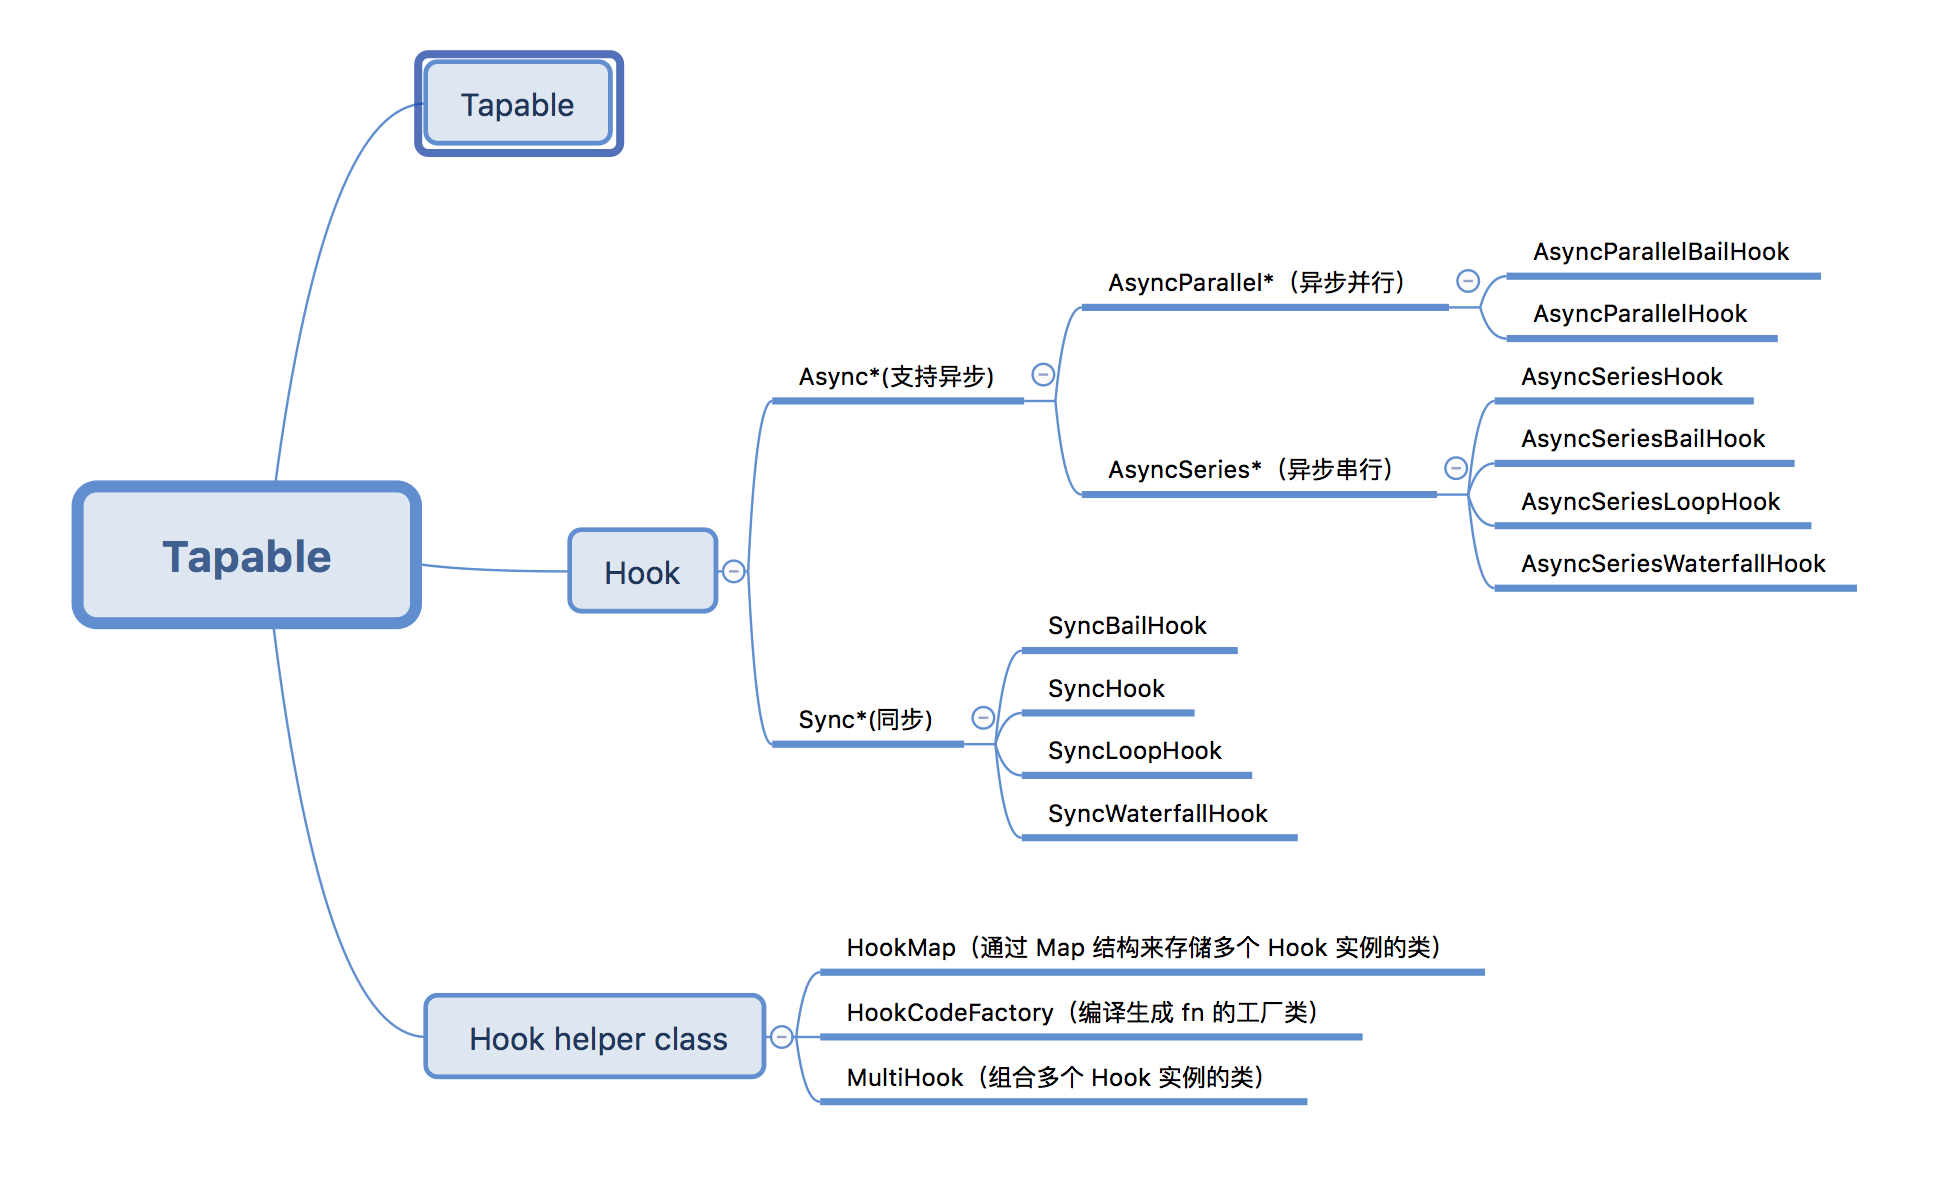 Tapable
Tapable
Hook
Async*(支持异步)
AsyncParallel*（异步并行）
AsyncParallelBailHook
AsyncParallelHook
AsyncSeries*（异步串行）
AsyncSeriesHook
AsyncSeriesBailHook
AsyncSeriesLoopHook
AsyncSeriesWaterfallHook
Sync*(同步)
SyncBailHook
SyncHook
SyncLoopHook
SyncWaterfallHook
Hook helper class
HookMap（通过 Map 结构来存储多个 Hook 实例的类）
HookCodeFactory（编译生成 fn 的工厂类）
MultiHook（组合多个 Hook 实例的类）